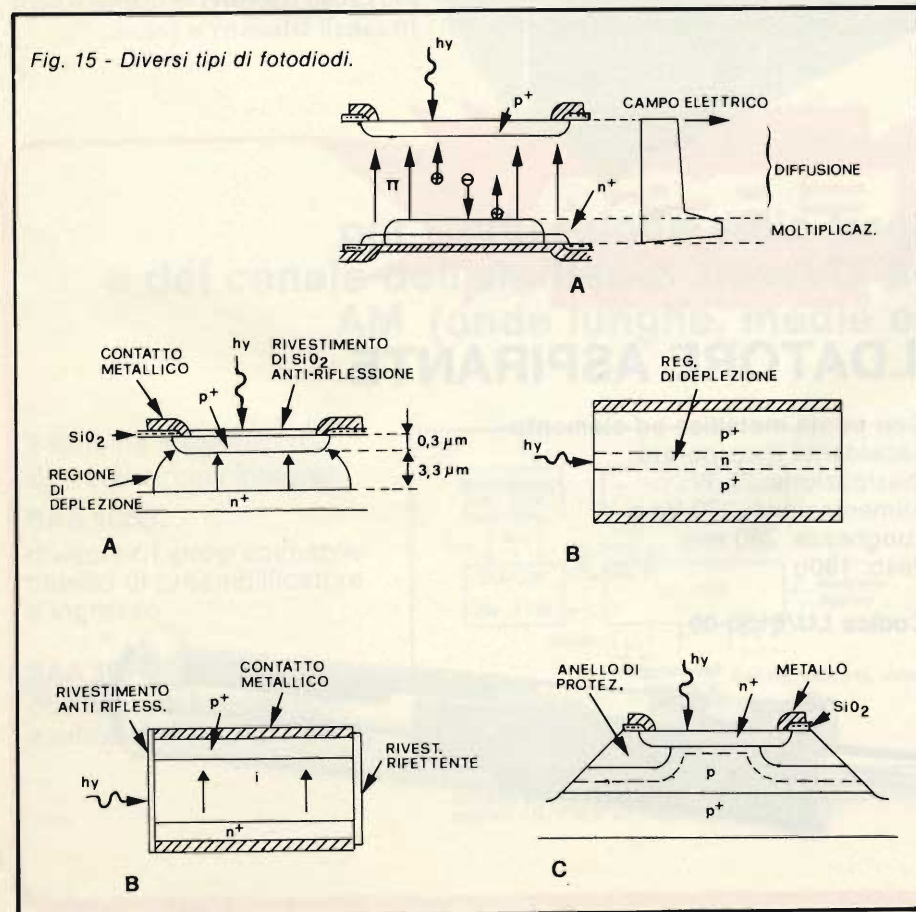 Fig. 15 - Diversi tipi di fotodiodi.
hy
p+
CAMPO ELETTRICO
π
n+
DIFFUSIONE
MOLTIPLICAZ.
A
CONTATTO
METALLICO
hy
RIVESTIMENTO
DI SiO2
ANTI-RIFLESSIONE
p+
SiO2
0,3 μm
3,3 μm
REGIONE
DI
DEPLEZIONE
n+
A
REG.
DI DEPLEZIONE
p+
hy
n
p+
B
RIVESTIMENTO
ANTI RIFLESS.
CONTATTO
METALLICO
p+
i
hy
n+
RIVEST.
RIFETTENTE
B
ANELLO DI
PROTEZ.
hy
n+
METALLO
SiO2
p
p+
C